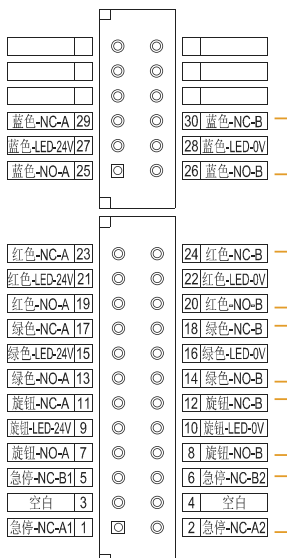 蓝色-NC-A 29 30 蓝色-NC-B
蓝色-LED-24V 27 28 蓝色-LED-0V
蓝色-NO-A 25 26 蓝色-NO-B
红色-NC-A 23 24 红色-NC-B
红色-LED-24V 21 22 红色-LED-0V
红色-NO-A 19 20 红色-NO-B
绿色-NC-A 17 18 绿色-NC-B
绿色-LED-24V 15 16 绿色-LED-0V
绿色-NO-A 13 14 绿色-NO-B
旋钮-NC-A 11 12 旋钮-NC-B
旋钮-LED-24V 9 10 旋钮-LED-0V
旋钮-NO-A 7 8 旋钮-NO-B
急停-NC-B1 5 6 急停-NC-B2
空白 3 4 空白
急停-NC-A1 1 2 急停-NC-A2